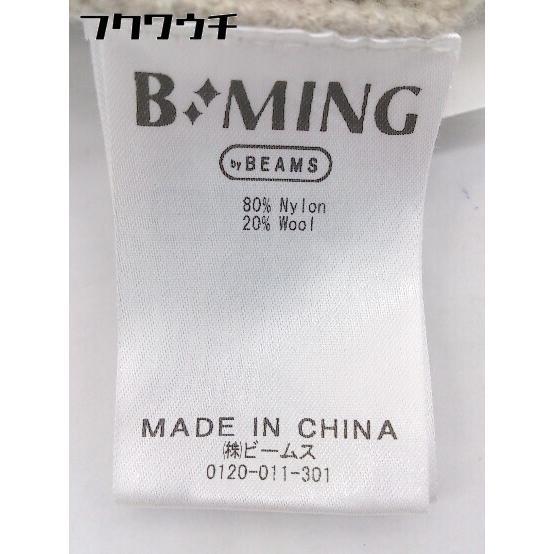 フクワウチ
B MING
by BEAMS
80% Nylon
20% Wool
MADE IN CHINA
㈱ビームス
0120-011-301